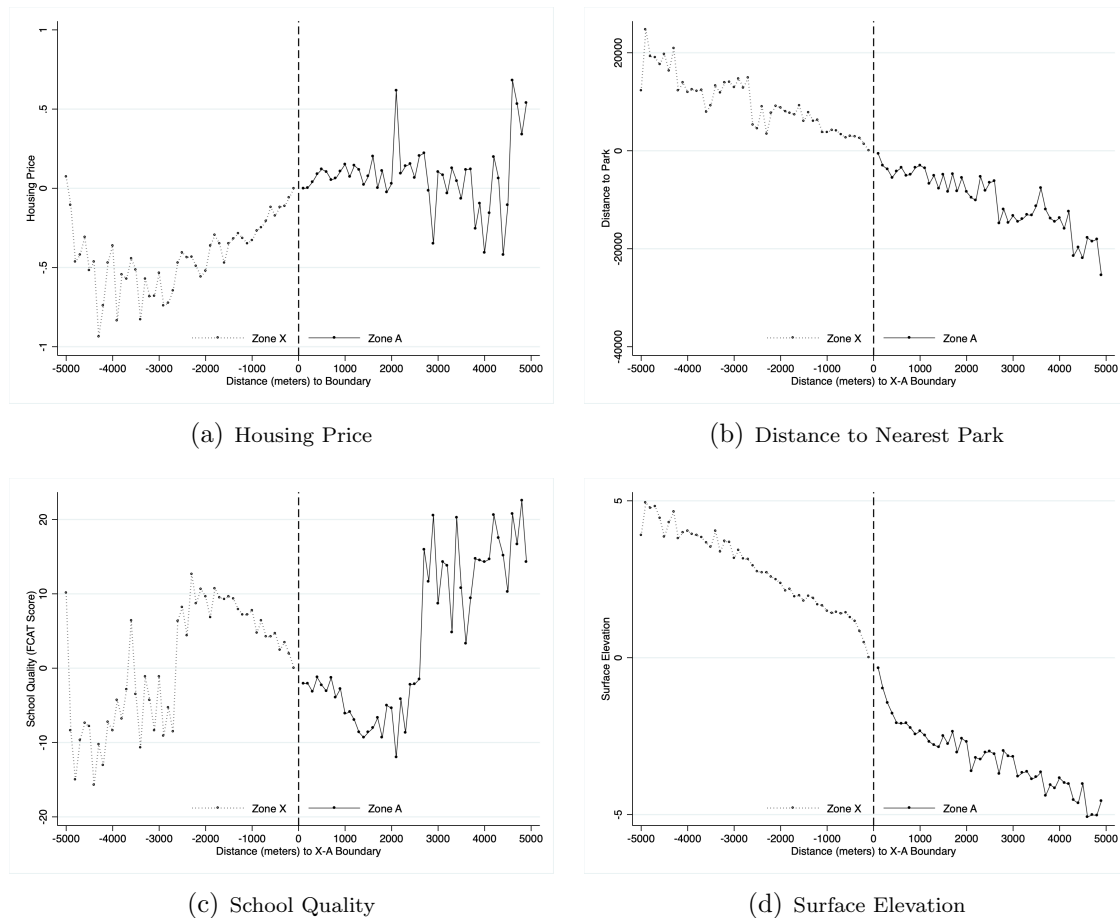 1
.5
0
-.5
-1
Housing Price
Zone X Zone A
-5000 -4000 -3000 -2000 -1000 0 1000 2000 3000 4000 5000
Distance (meters) to Boundary
(a) Housing Price
20000
0
-20000
-40000
Distance to Park
Zone X Zone A
-5000 -4000 -3000 -2000 -1000 0 1000 2000 3000 4000 5000
Distance (meters) to X-A Boundary
(b) Distance to Nearest Park
20
10
0
-10
-20
School Quality (FCAT Score)
Zone X Zone A
-5000 -4000 -3000 -2000 -1000 0 1000 2000 3000 4000 5000
Distance (meters) to X-A Boundary
(c) School Quality
5
0
-5
Surface Elevation
Zone X Zone A
-5000 -4000 -3000 -2000 -1000 0 1000 2000 3000 4000 5000
Distance (meters) to X-A Boundary
(d) Surface Elevation